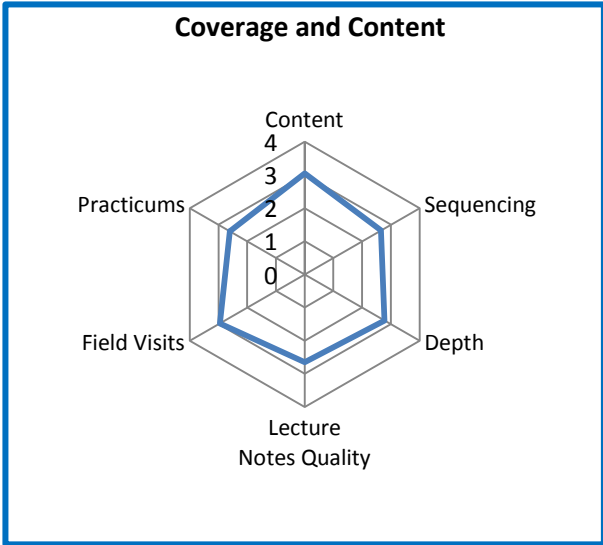 Coverage and Content
Content
4
3
2
1
0
Practicums
Sequencing
Field Visits
Depth
Lecture
Notes Quality